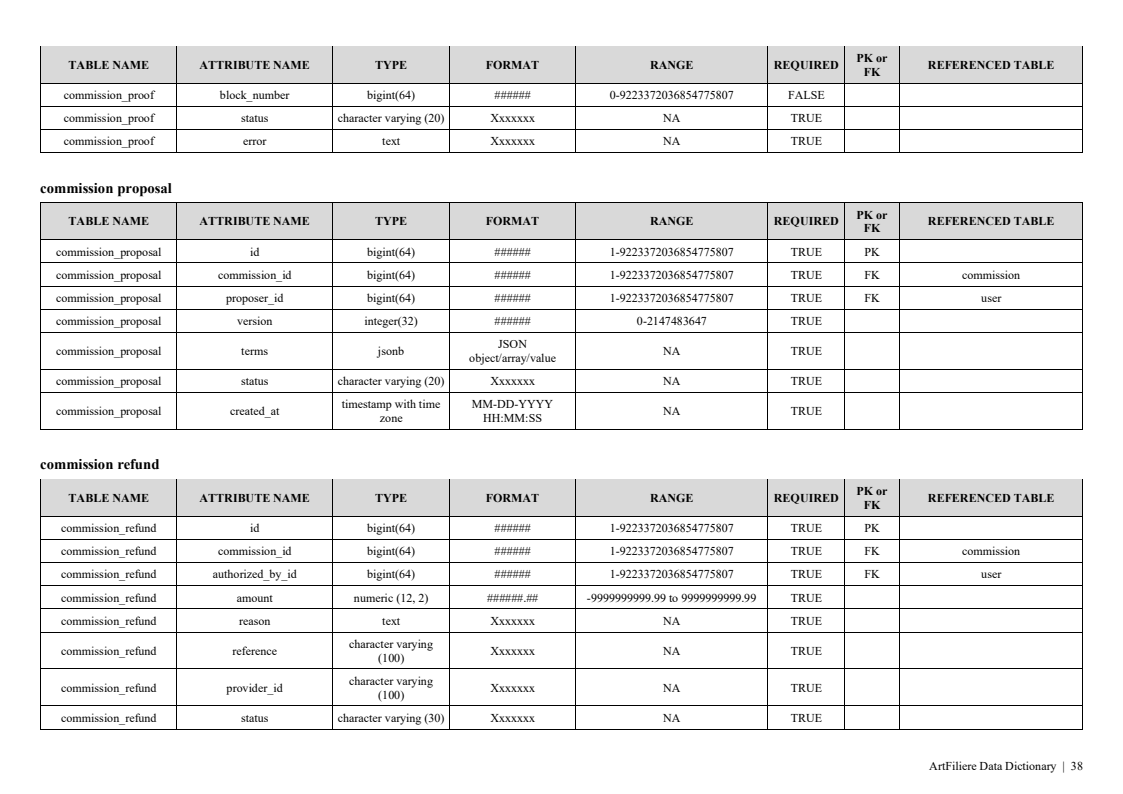 TABLE NAME ATTRIBUTE NAME TYPE FORMAT RANGE REQUIRED PK or FK REFERENCED TABLE
commission_proof block_number bigint(64) ###### 0-9223372036854775807 FALSE
commission_proof status character varying (20) Xxxxxxx NA TRUE
commission_proof error text Xxxxxxx NA TRUE
commission proposal
TABLE NAME ATTRIBUTE NAME TYPE FORMAT RANGE REQUIRED PK or FK REFERENCED TABLE
commission_proposal id bigint(64) ###### 1-9223372036854775807 TRUE PK
commission_proposal commission_id bigint(64) ###### 1-9223372036854775807 TRUE FK commission
commission_proposal proposer_id bigint(64) ###### 1-9223372036854775807 TRUE FK user
commission_proposal version integer(32) ###### 0-2147483647 TRUE
commission_proposal terms jsonb JSON object/array/value NA TRUE
commission_proposal status character varying (20) Xxxxxxx NA TRUE
commission_proposal created_at timestamp with time zone MM-DD-YYYY HH:MM:SS NA TRUE
commission refund
TABLE NAME ATTRIBUTE NAME TYPE FORMAT RANGE REQUIRED PK or FK REFERENCED TABLE
commission_refund id bigint(64) ###### 1-9223372036854775807 TRUE PK
commission_refund commission_id bigint(64) ###### 1-9223372036854775807 TRUE FK commission
commission_refund authorized_by_id bigint(64) ###### 1-9223372036854775807 TRUE FK user
commission_refund amount numeric (12, 2) ######.## -9999999999.99 to 9999999999.99 TRUE
commission_refund reason text Xxxxxxx NA TRUE
commission_refund reference character varying (100) Xxxxxxx NA TRUE
commission_refund provider_id character varying (100) Xxxxxxx NA TRUE
commission_refund status character varying (30) Xxxxxxx NA TRUE
ArtFiliere Data Dictionary | 38